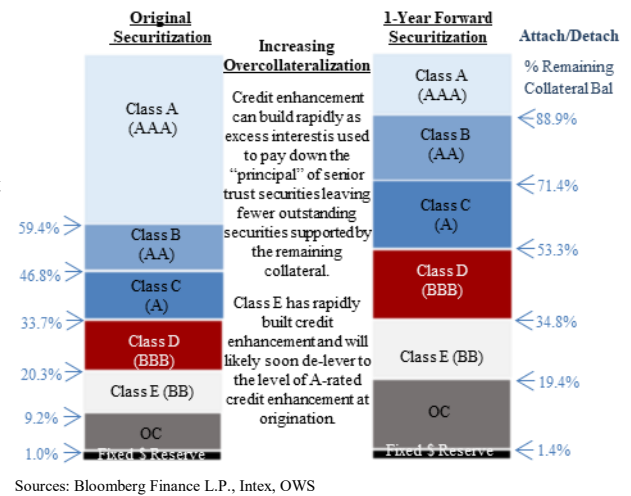 Original
Securitization
59.4%
46.8%
33.7%
20.3%
9.2%
1.0%
Class A
(AAA)
Class B
(AA)
Class C
(A)
Class D
(BBB)
Class E (BB)
OC
Fixed $ Reserve
Increasing
Overcollateralization
Credit enhancement
can build rapidly as
excess interest is used
to pay down the
“principal” of senior
trust securities leaving
fewer outstanding
securities supported by
the remaining
collateral.
Class E has rapidly
built credit
enhancement and will
likely soon de-lever to
the level of A-rated
credit enhancement at
origination.
1-Year Forward
Securitization
Class A
(AAA)
Class B
(AA)
Class C
(A)
Class D
(BBB)
Class E (BB)
OC
Fixed $ Reserve
Attach/Detach
% Remaining
Collateral Bal
88.9%
71.4%
53.3%
34.8%
19.4%
1.4%
Sources: Bloomberg Finance L.P., Intex, OWS